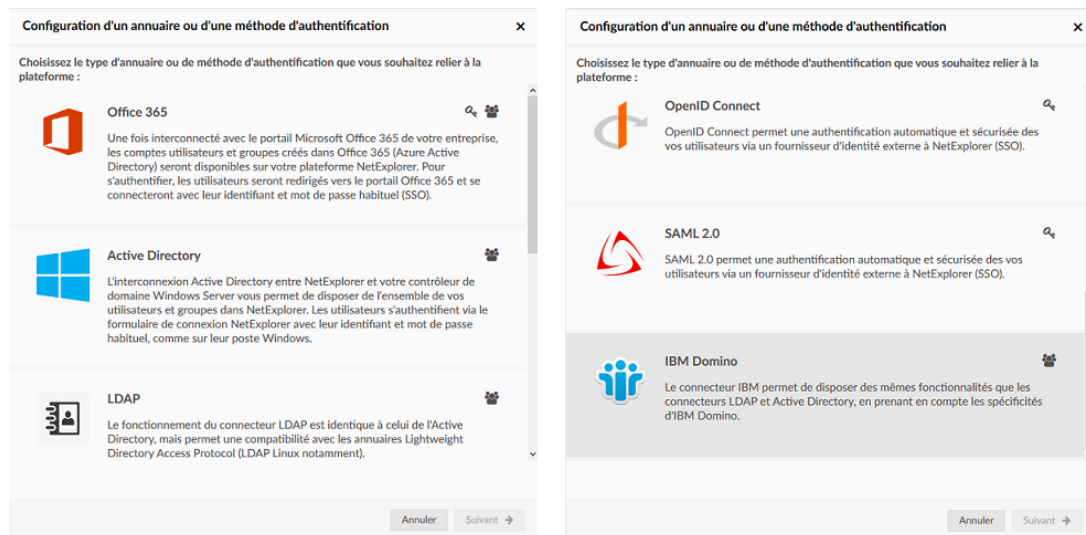 Configuration d'un annuaire ou d'une méthode d'authentification
Choisissez le type d'annuaire ou de méthode d'authentification que vous souhaitez relier à la
plateforme :
Office 365
Une fois interconnecté avec le portail Microsoft Office 365 de votre entreprise,
les comptes utilisateurs et groupes créés dans Office 365 (Azure Active
Directory) seront disponibles sur votre plateforme NetExplorer. Pour
s'authentifier, les utilisateurs seront redirigés vers le portail Office 365 et se
connecteront avec leur identifiant et mot de passe habituel (SSO).
Active Directory
L'interconnexion Active Directory entre NetExplorer et votre contrôleur de
domaine Windows Server vous permet de disposer de l'ensemble de vos
utilisateurs et groupes dans NetExplorer. Les utilisateurs s'authentifient via le
formulaire de connexion NetExplorer avec leur identifiant et mot de passe
habituel, comme sur leur poste Windows.
LDAP
Le fonctionnement du connecteur LDAP est identique à celui de l'Active
Directory, mais permet une compatibilité avec les annuaires Lightweight
Directory Access Protocol (LDAP Linux notamment).
Annuler
Suivant
Configuration d'un annuaire ou d'une méthode d'authentification
Choisissez le type d'annuaire ou de méthode d'authentification que vous souhaitez relier à la
plateforme :
OpenID Connect
OpenID Connect permet une authentification automatique et sécurisée des
vos utilisateurs via un fournisseur d'identité externe à NetExplorer (SSO).
SAML 2.0
SAML 2.0 permet une authentification automatique et sécurisée des vos
utilisateurs via un fournisseur d'identité externe à NetExplorer (SSO).
IBM Domino
Le connecteur IBM permet de disposer des mêmes fonctionnalités que les
connecteurs LDAP et Active Directory, en prenant en compte les spécificités
d'IBM Domino.
Annuler
Suivant